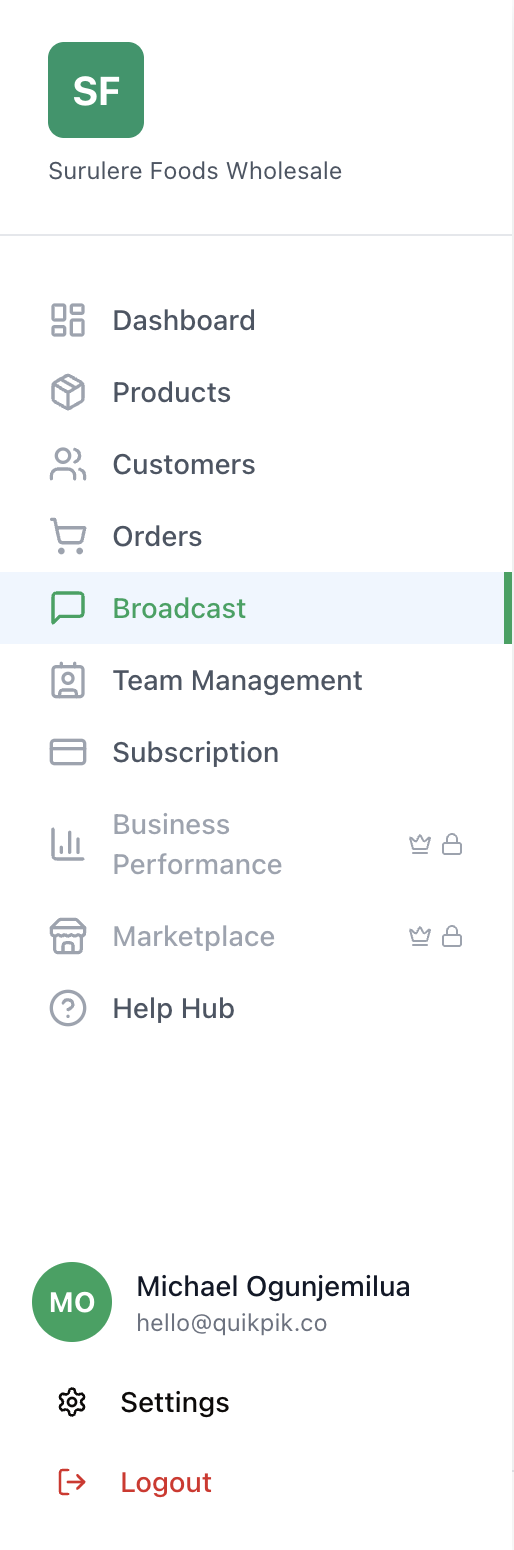 SF
Surulere Foods Wholesale
Dashboard
Products
Customers
Orders
Broadcast
Team Management
Subscription
Business
Performance
Marketplace
Help Hub
MO
Michael Ogunjemilua
hello@quikpik.co
Settings
Logout